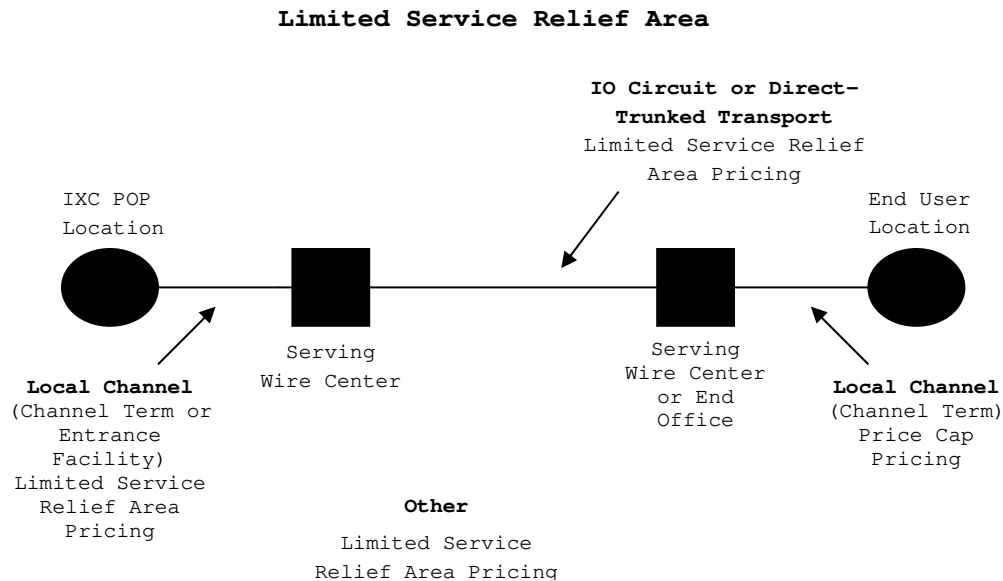 Limited Service Relief Area
IO Circuit or Direct-
Trunked Transport
Limited Service Relief
Area Pricing
IXC POP
Location
End User
Location
Serving
Wire Center
Serving
Wire Center
or End
Office
Local Channel
(Channel Term or
Entrance
Facility)
Limited Service
Relief Area
Pricing
Local Channel
(Channel Term)
Price Cap
Pricing
Other
Limited Service
Relief Area Pricing